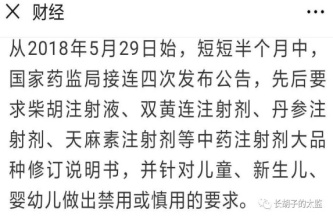 财经
从2018年5月29日始，短短半个月中，
国家药监局接连四次发布公告，先后要
求柴胡注射液、双黄连注射剂、丹参注
射剂、天麻素注射剂等中药注射剂大品
种修订说明书，并针对儿童、新生儿、
婴幼儿做出禁用或慎用的要求。
长胡子的太监